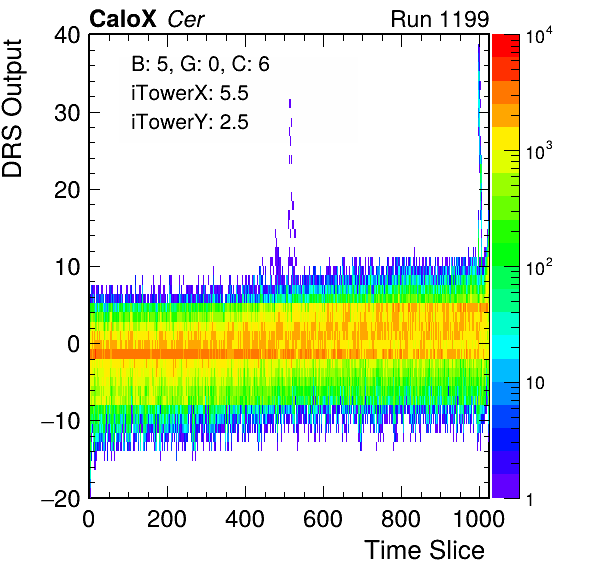 CaloX Cer Run 1199
B: 5, G: 0, C: 6
iTowerX: 5.5
iTowerY: 2.5
DRS Output
40
30
20
10
0
−10
−20
0 200 400 600 800 1000
Time Slice
10^4
10^3
10^2
10
1